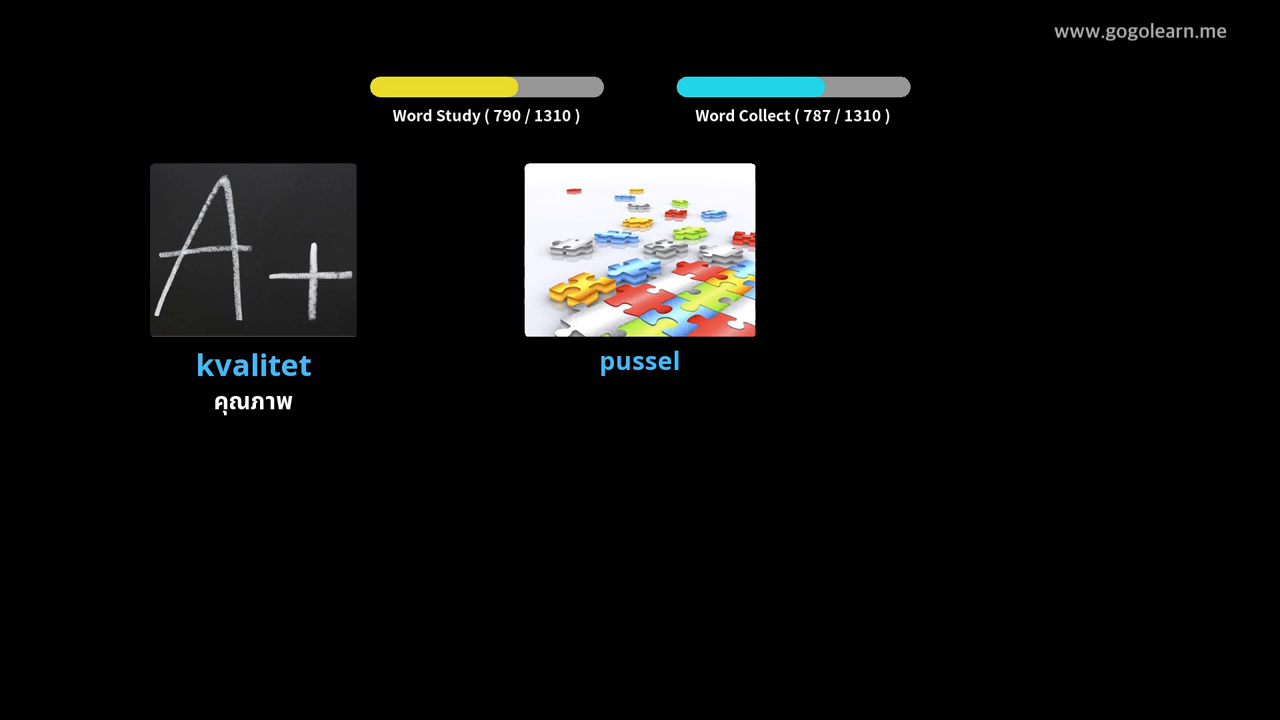 www.gogolearn.me
Word Study ( 790 / 1310 )
Word Collect ( 787 / 1310 )
A+
kvalitet
คุณภาพ
pussel